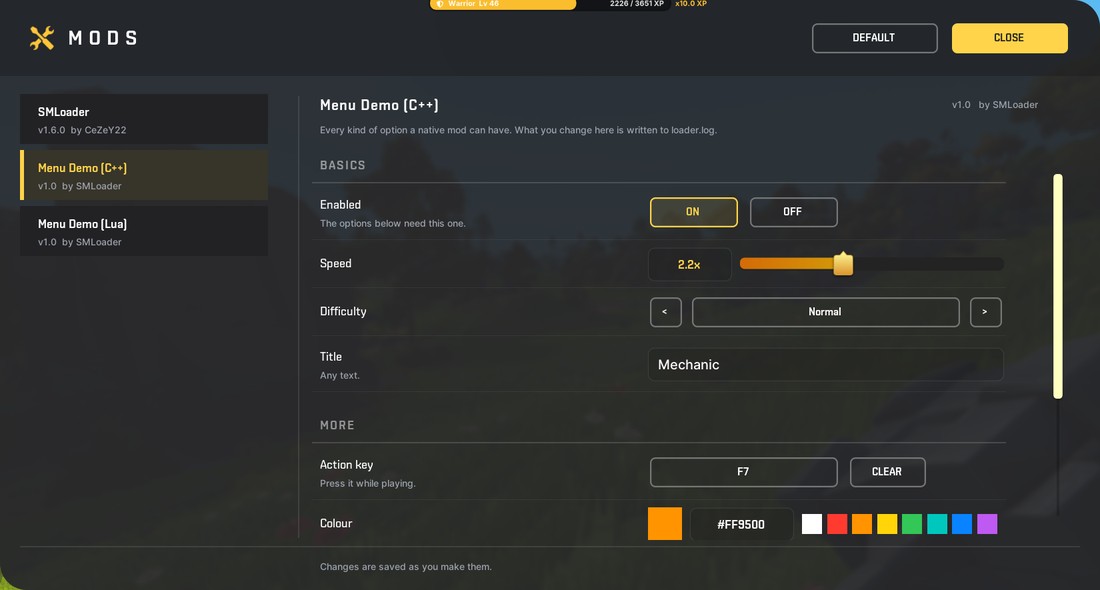 Warrior Lv 46
2226 / 3651 XP
x10.0 XP
MODS
DEFAULT
CLOSE
SMLoader
v1.6.0 by CeZeY22
Menu Demo [C++]
v1.0 by SMLoader
Menu Demo [Lua]
v1.0 by SMLoader
Menu Demo [C++]
v1.0 by SMLoader
Every kind of option a native mod can have. What you change here is written to loader.log.
BASICS
Enabled
The options below need this one.
ON
OFF
Speed
2.2x
Difficulty
<
Normal
>
Title
Any text.
Mechanic
MORE
Action key
Press it while playing.
F7
CLEAR
Colour
#FF9500
Changes are saved as you make them.